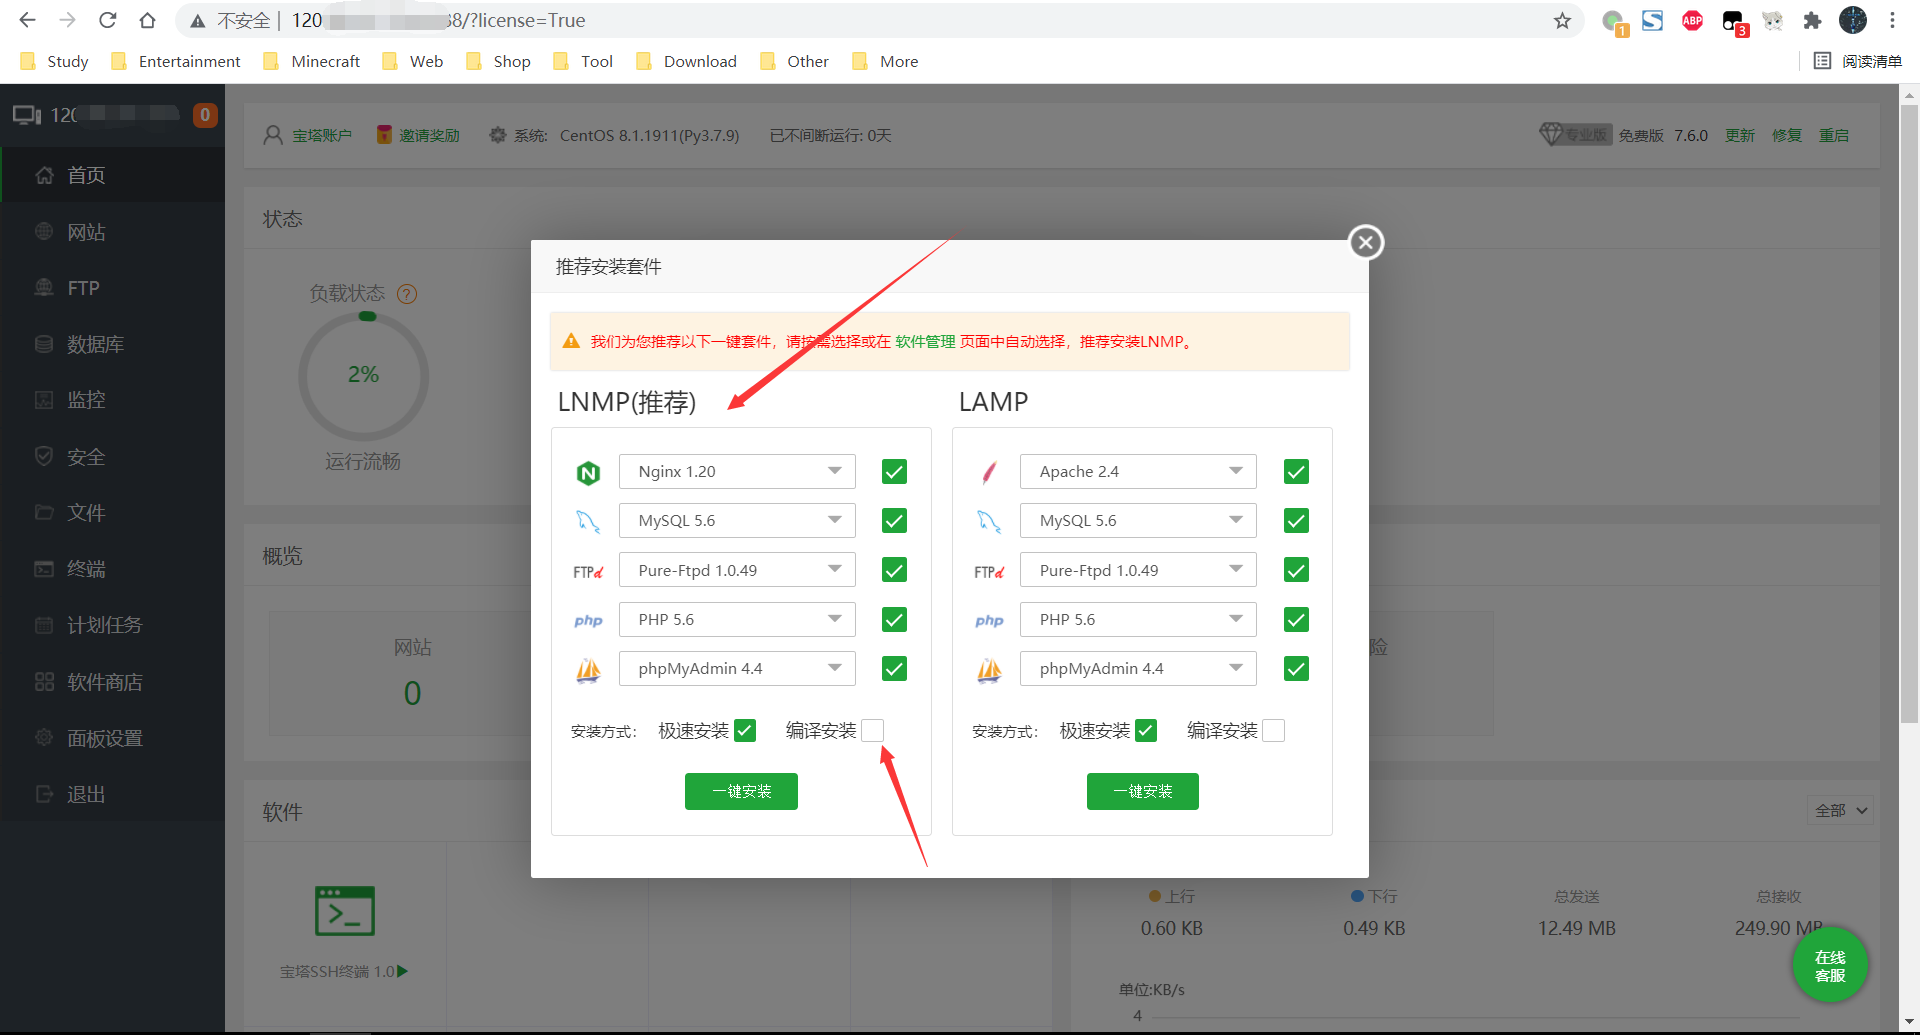 不安全 | 120 88/?license=True
ABP 1 3
Study Entertainment Minecraft Web Shop Tool Download Other More 阅读清单
120 0
宝塔账户 邀请奖励 系统: CentOS 8.1.1911(Py3.7.9) 已不间断运行: 0天 专业版 免费版 7.6.0 更新 修复 重启
首页
网站
FTP
数据库
监控
安全
文件
终端
计划任务
软件商店
面板设置
退出
状态
负载状态 ?
2%
运行流畅
概览
网站
0
险
软件
全部
宝塔SSH终端 1.0
推荐安装套件
我们为您推荐以下一键套件，请按需选择或在 软件管理 页面中自动选择，推荐安装LNMP。
LNMP(推荐)
Nginx 1.20
MySQL 5.6
FTPd Pure-Ftpd 1.0.49
php PHP 5.6
phpMyAdmin 4.4
安装方式： 极速安装 编译安装
一键安装
LAMP
Apache 2.4
MySQL 5.6
FTPd Pure-Ftpd 1.0.49
php PHP 5.6
phpMyAdmin 4.4
安装方式： 极速安装 编译安装
一键安装
上行 下行 总发送 总接收
0.60 KB 0.49 KB 12.49 MB 249.90 MB
在线
客服
单位:KB/s
4